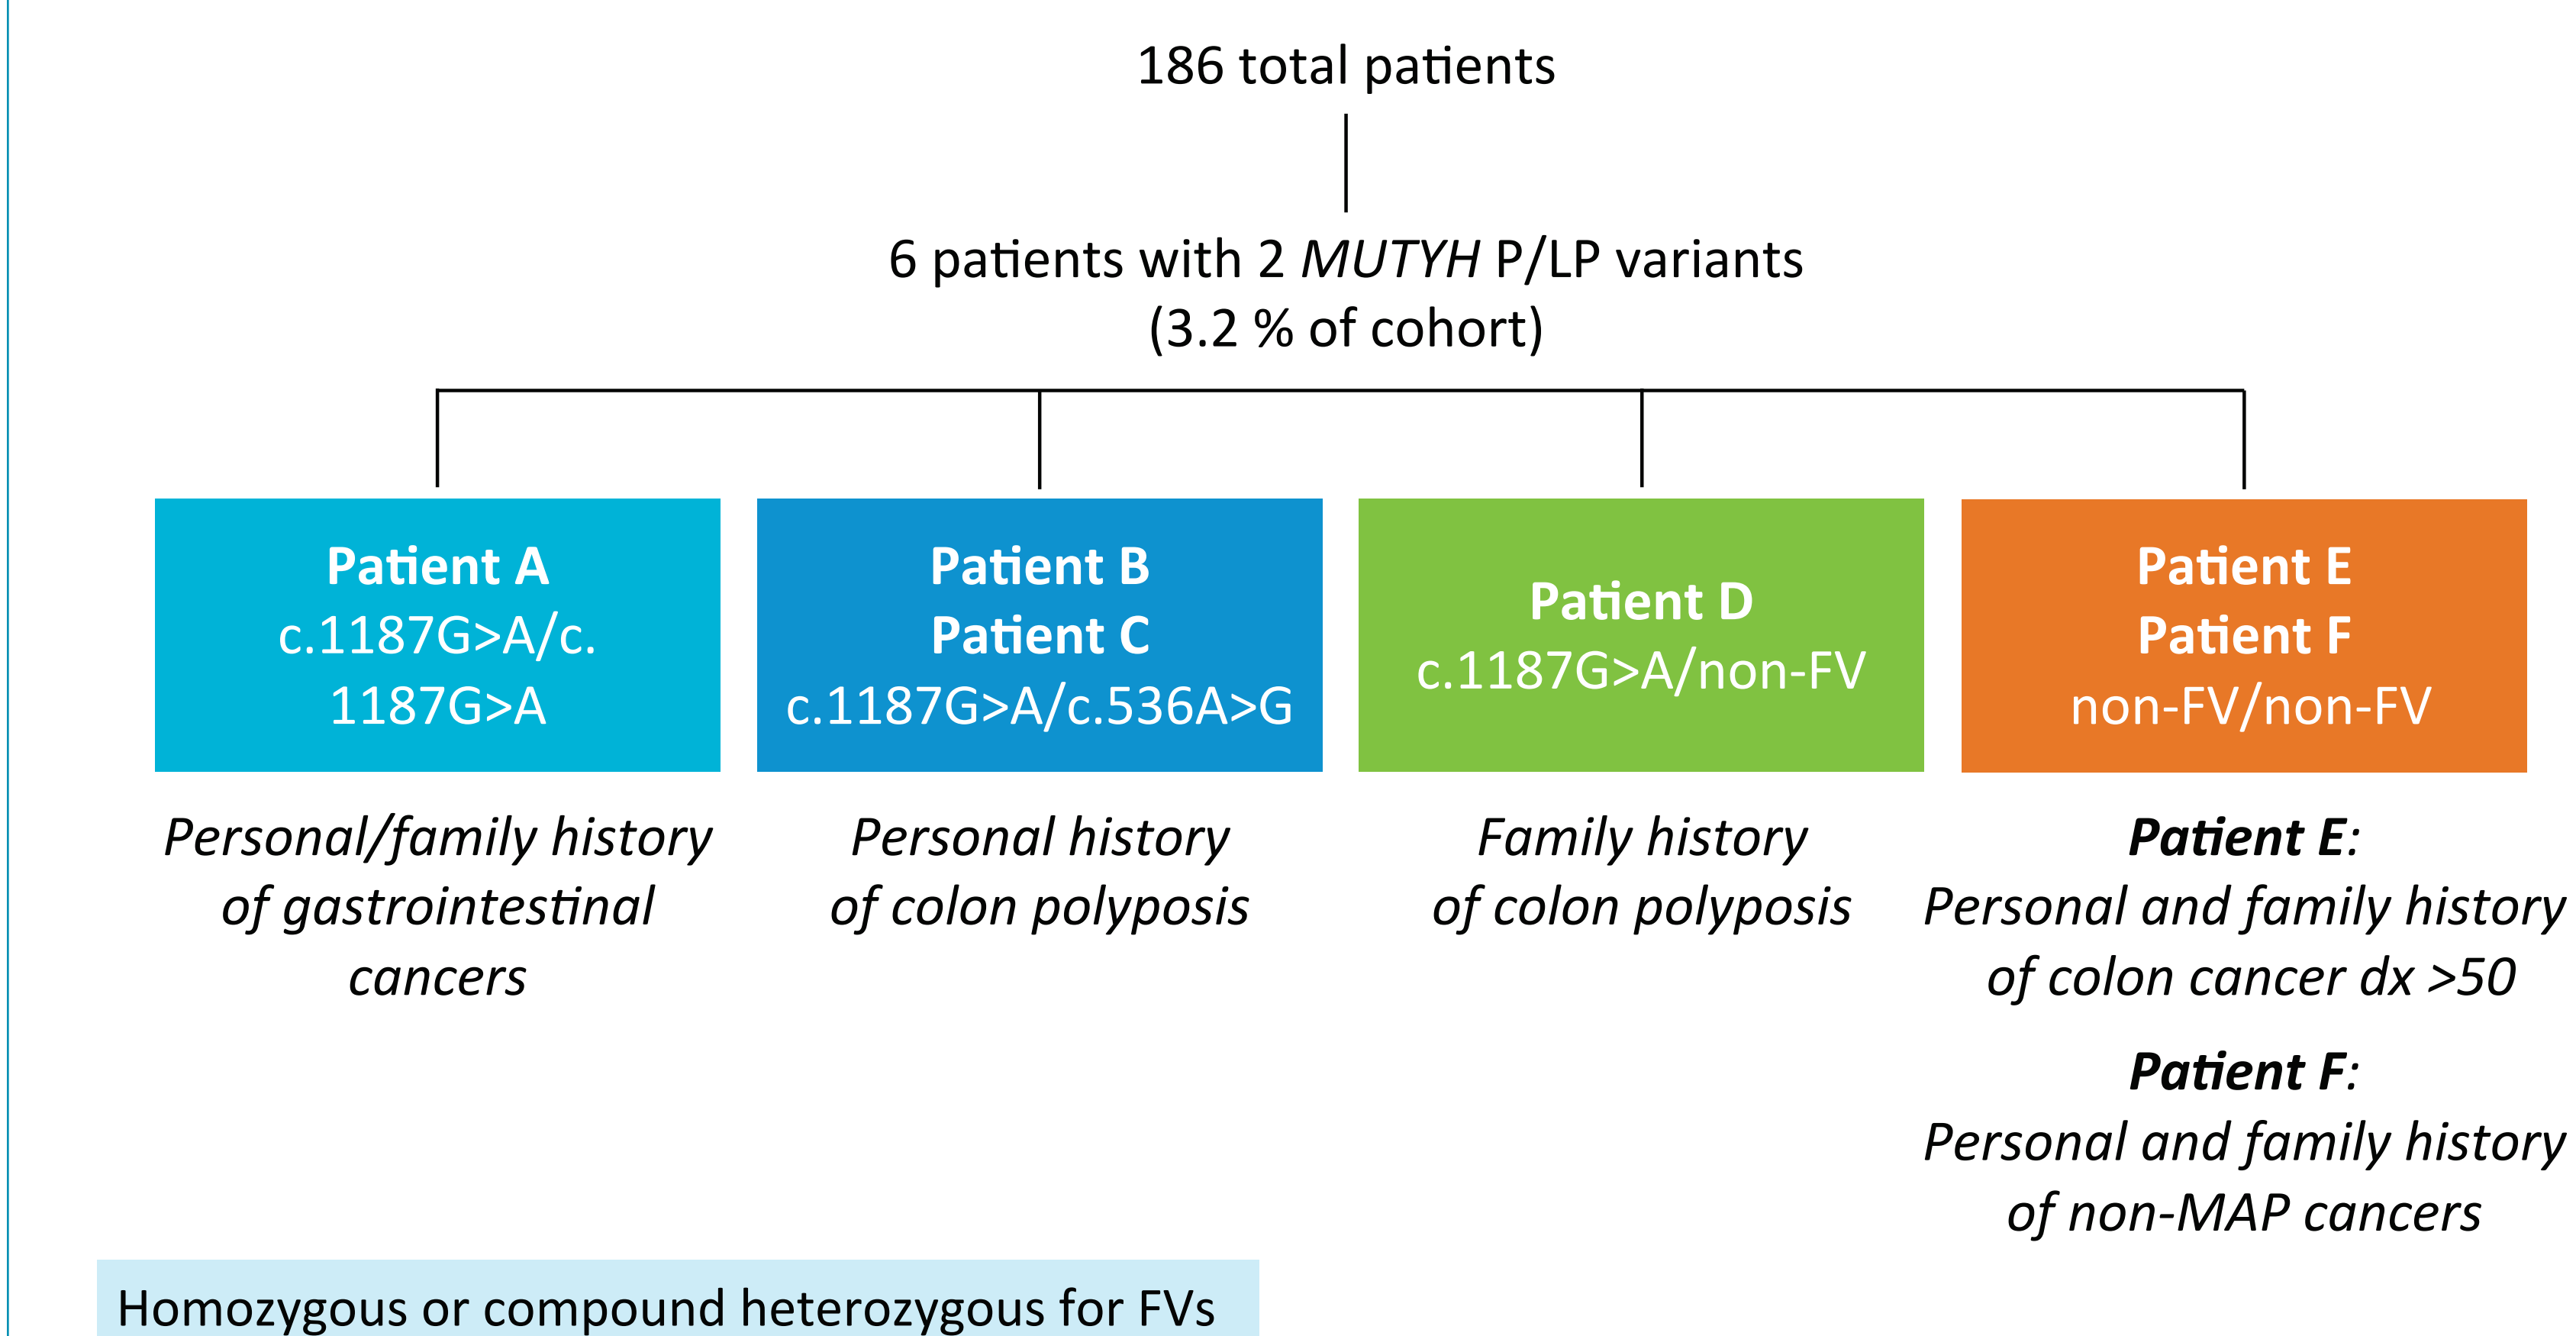 186 total patients
6 patients with 2 MUTYH P/LP variants
(3.2 % of cohort)
Patient A
c.1187G>A/c.
1187G>A
Patient B
Patient C
c.1187G>A/c.536A>G
Patient D
c.1187G>A/non-FV
Patient E
Patient F
non-FV/non-FV
Personal/family history
of gastrointestinal
cancers
Personal history
of colon polyposis
Family history
of colon polyposis
Patient E:
Personal and family history
of colon cancer dx >50
Patient F:
Personal and family history
of non-MAP cancers
Homozygous or compound heterozygous for FVs